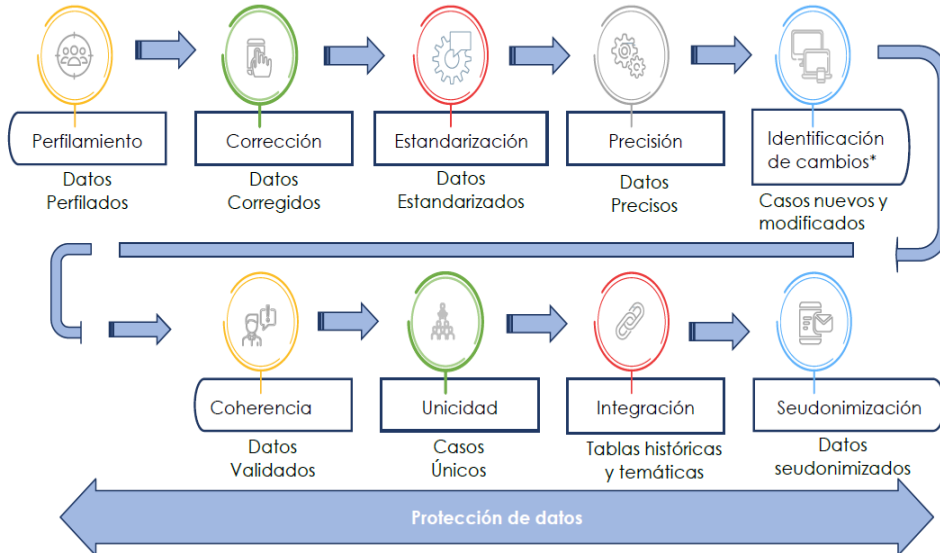 Perfilamiento
Datos
Perfilados
Corrección
Datos
Corregidos
Estandarización
Datos
Estandarizados
Precisión
Datos
Precisos
Identificación
de cambios*
Casos nuevos y
modificados
Coherencia
Datos
Validados
Unicidad
Casos
Únicos
Integración
Tablas históricas
y temáticas
Seudonimización
Datos
seudonimizados
Protección de datos